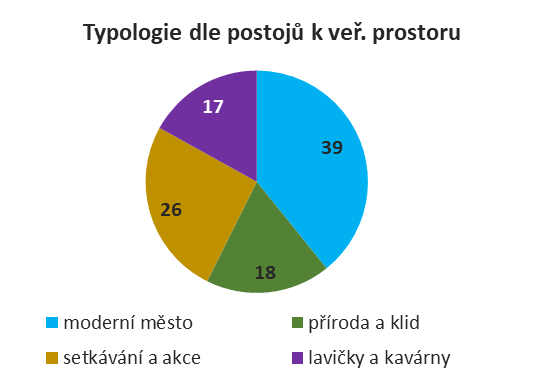 Typologie dle postojů k veř. prostoru
17
39
26
18
moderní město
příroda a klid
setkávání a akce
lavičky a kavárny